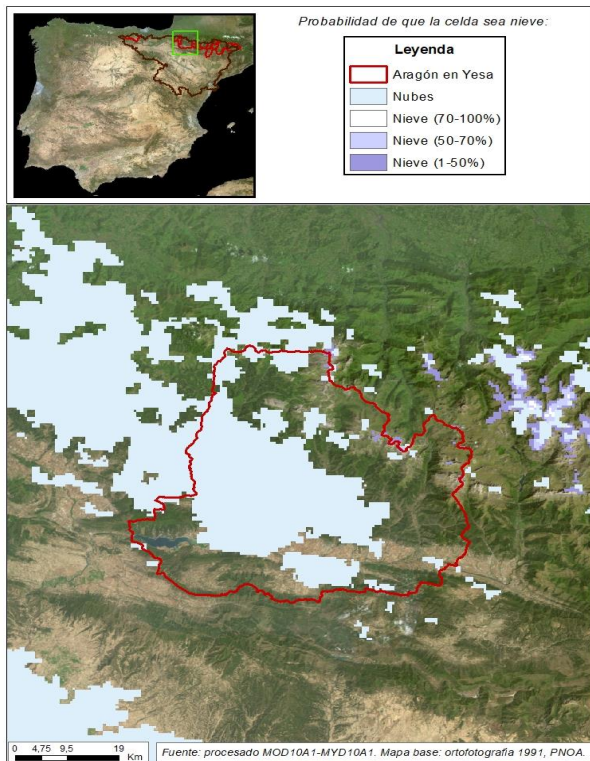 Probabilidad de que la celda sea nieve:
Leyenda
Aragón en Yesa
Nubes
Nieve (70-100%)
Nieve (50-70%)
Nieve (1-50%)
0 4,75 9,5 19
Km
Fuente: procesado MOD10A1-MYD10A1. Mapa base: ortofotografia 1991, PNOA.